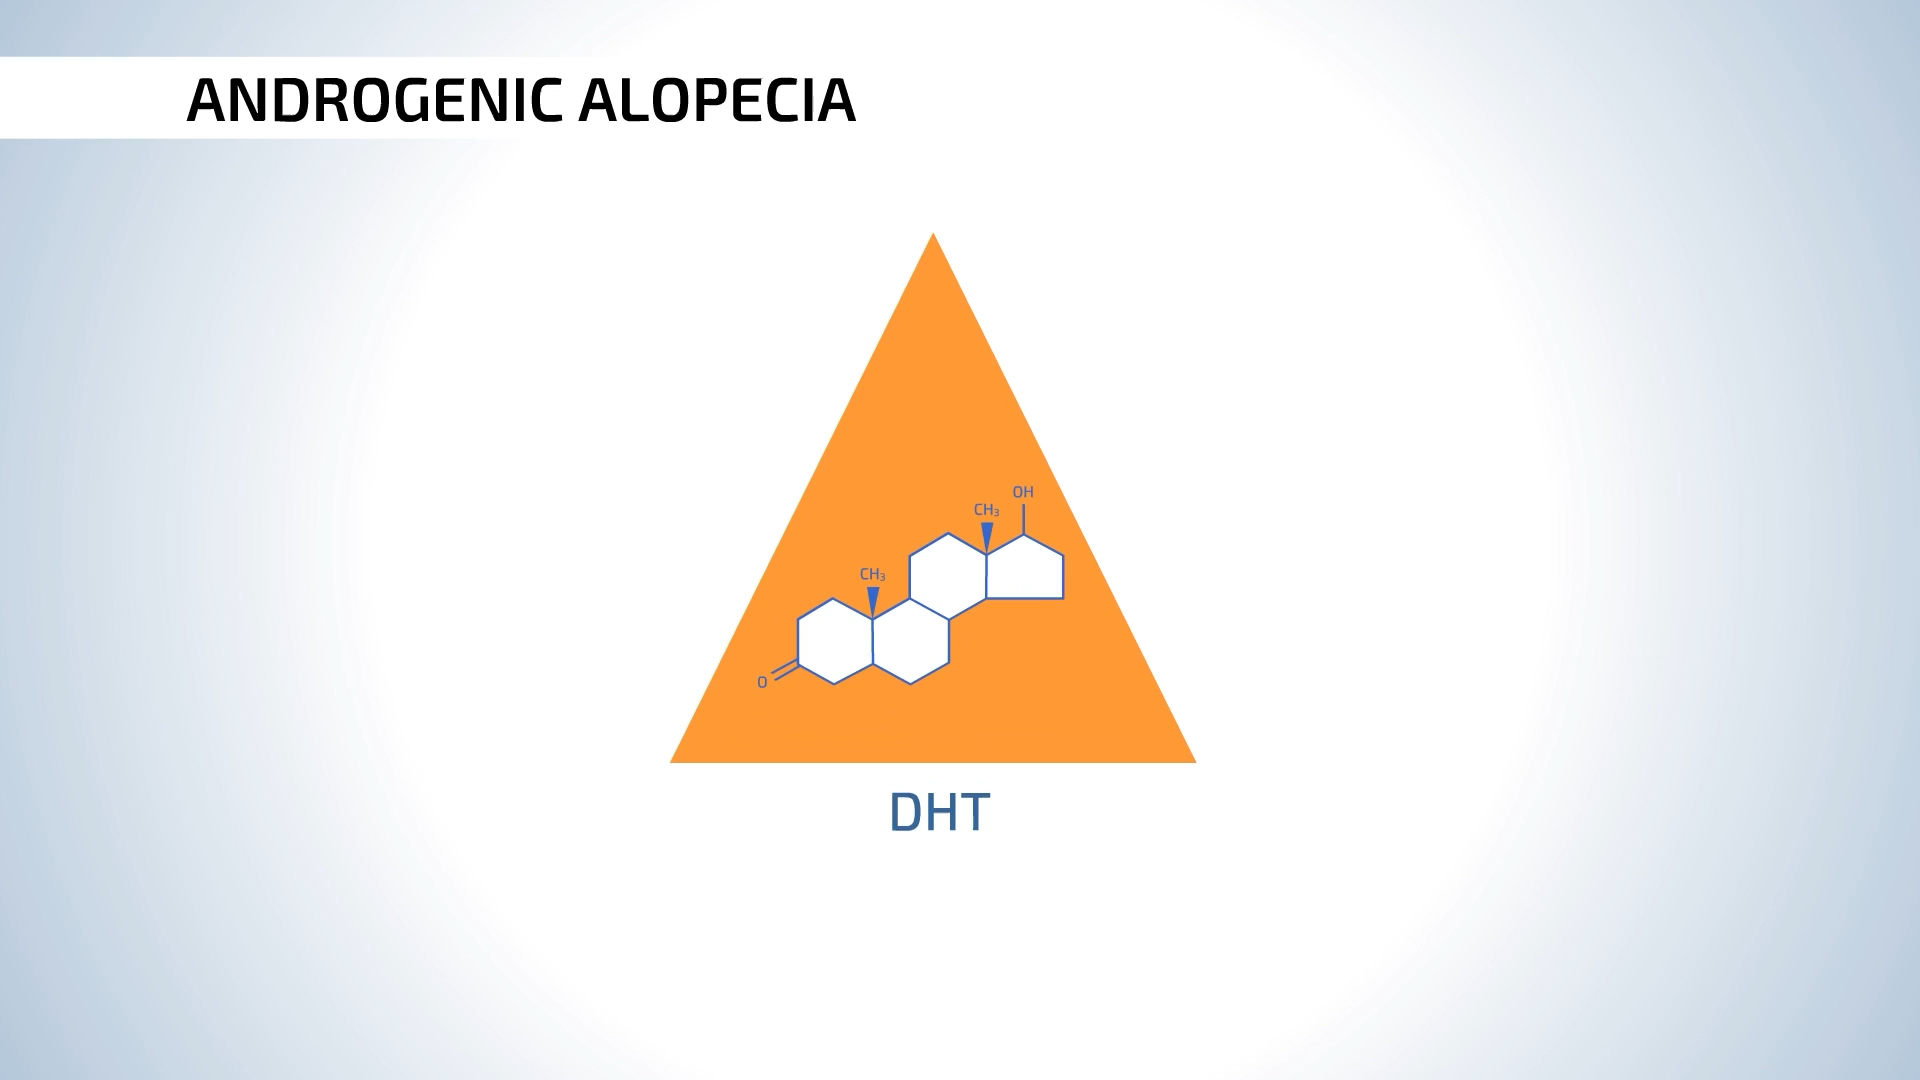 ANDROGENIC ALOPECIA
OH
CH₃
CH₃
O
DHT